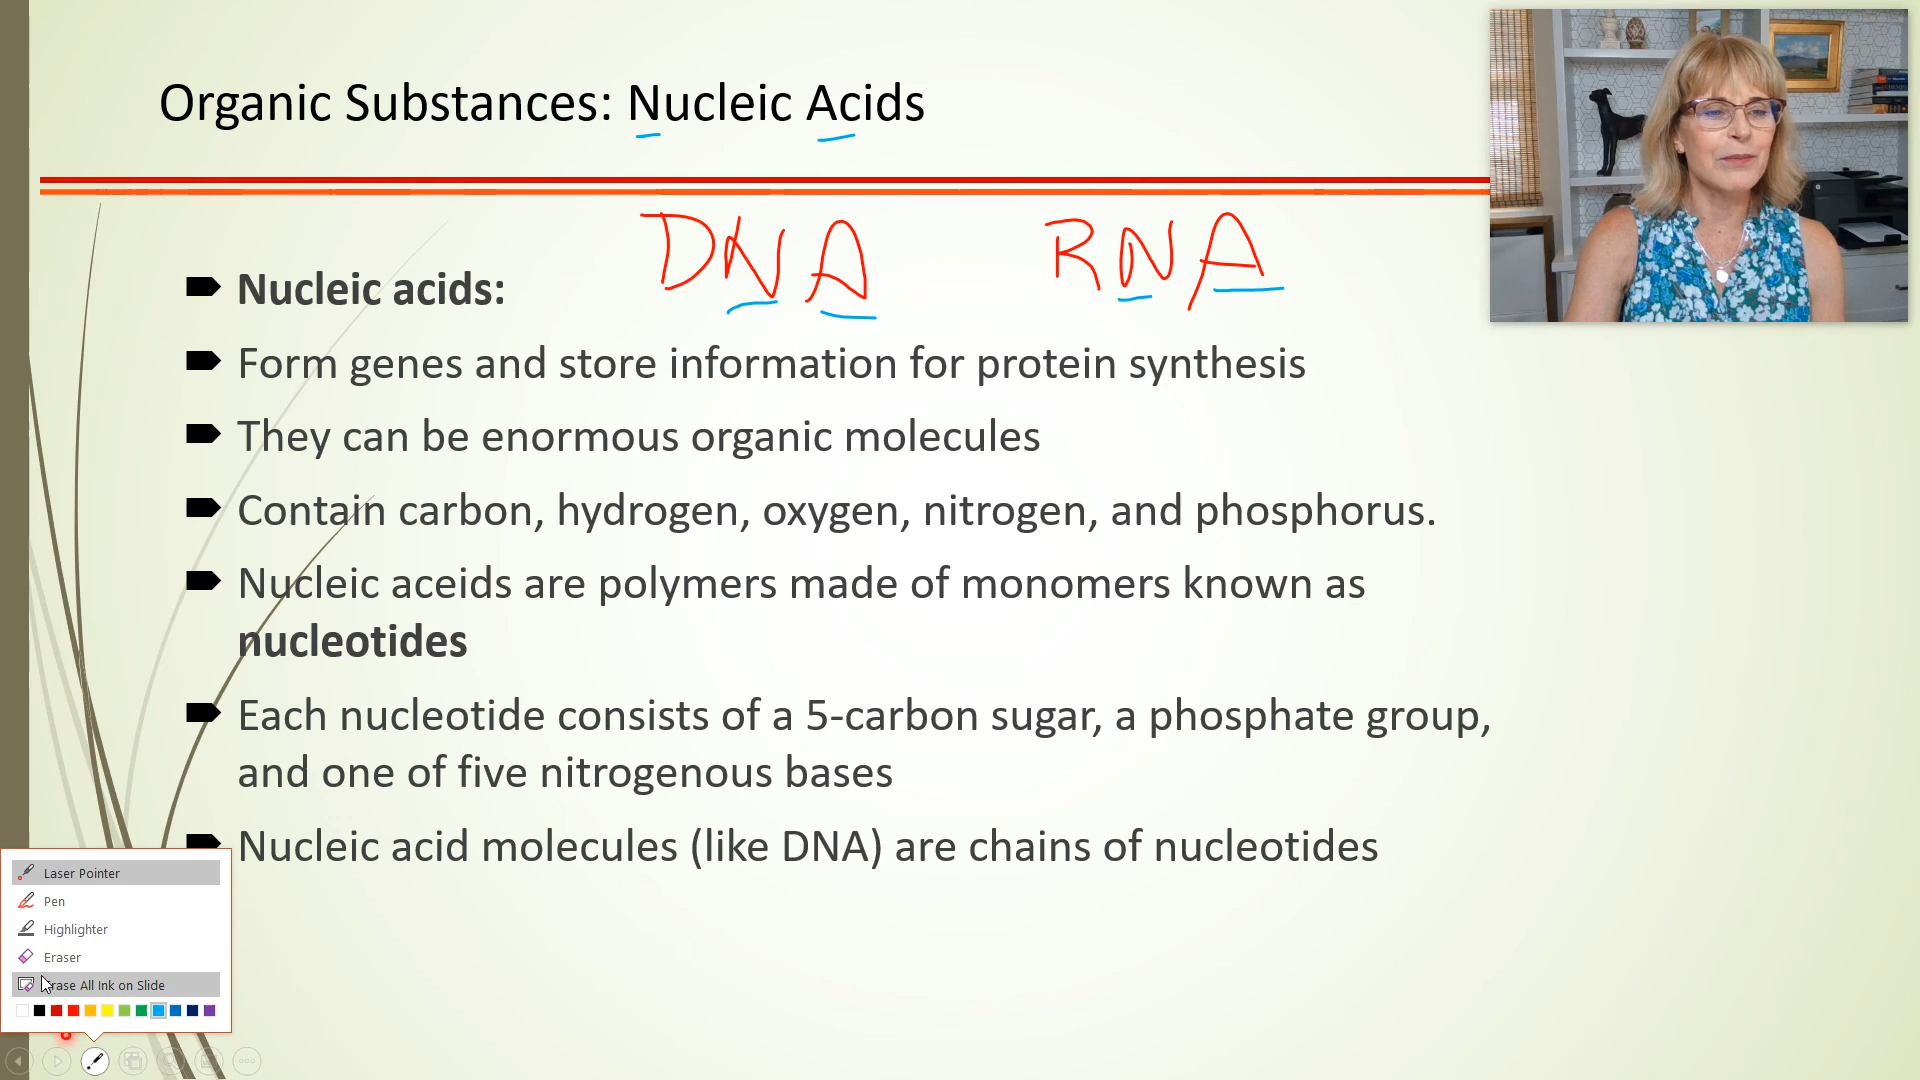 Organic Substances: Nucleic Acids
DNA RNA
Nucleic acids:
Form genes and store information for protein synthesis
They can be enormous organic molecules
Contain carbon, hydrogen, oxygen, nitrogen, and phosphorus.
Nucleic aceids are polymers made of monomers known as
nucleotides
Each nucleotide consists of a 5-carbon sugar, a phosphate group,
and one of five nitrogenous bases
Nucleic acid molecules (like DNA) are chains of nucleotides
Laser Pointer
Pen
Highlighter
Eraser
rase All Ink on Slide